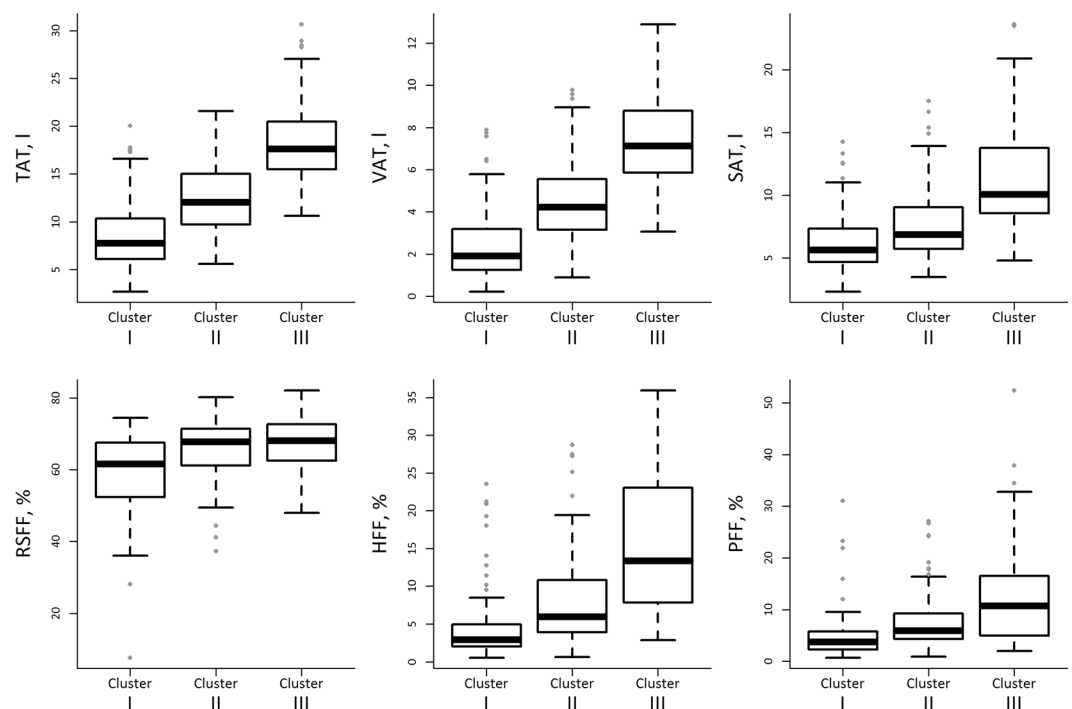 TAT, l
30
25
20
15
10
5
Cluster Cluster Cluster
I II III
VAT, l
12
10
8
6
4
2
0
Cluster Cluster Cluster
I II III
SAT, l
20
15
10
5
Cluster Cluster Cluster
I II III
RSFF, %
80
60
40
20
Cluster Cluster Cluster
I II III
HFF, %
35
30
25
20
15
10
5
0
Cluster Cluster Cluster
I II III
PFF, %
50
40
30
20
10
0
Cluster Cluster Cluster
I II III